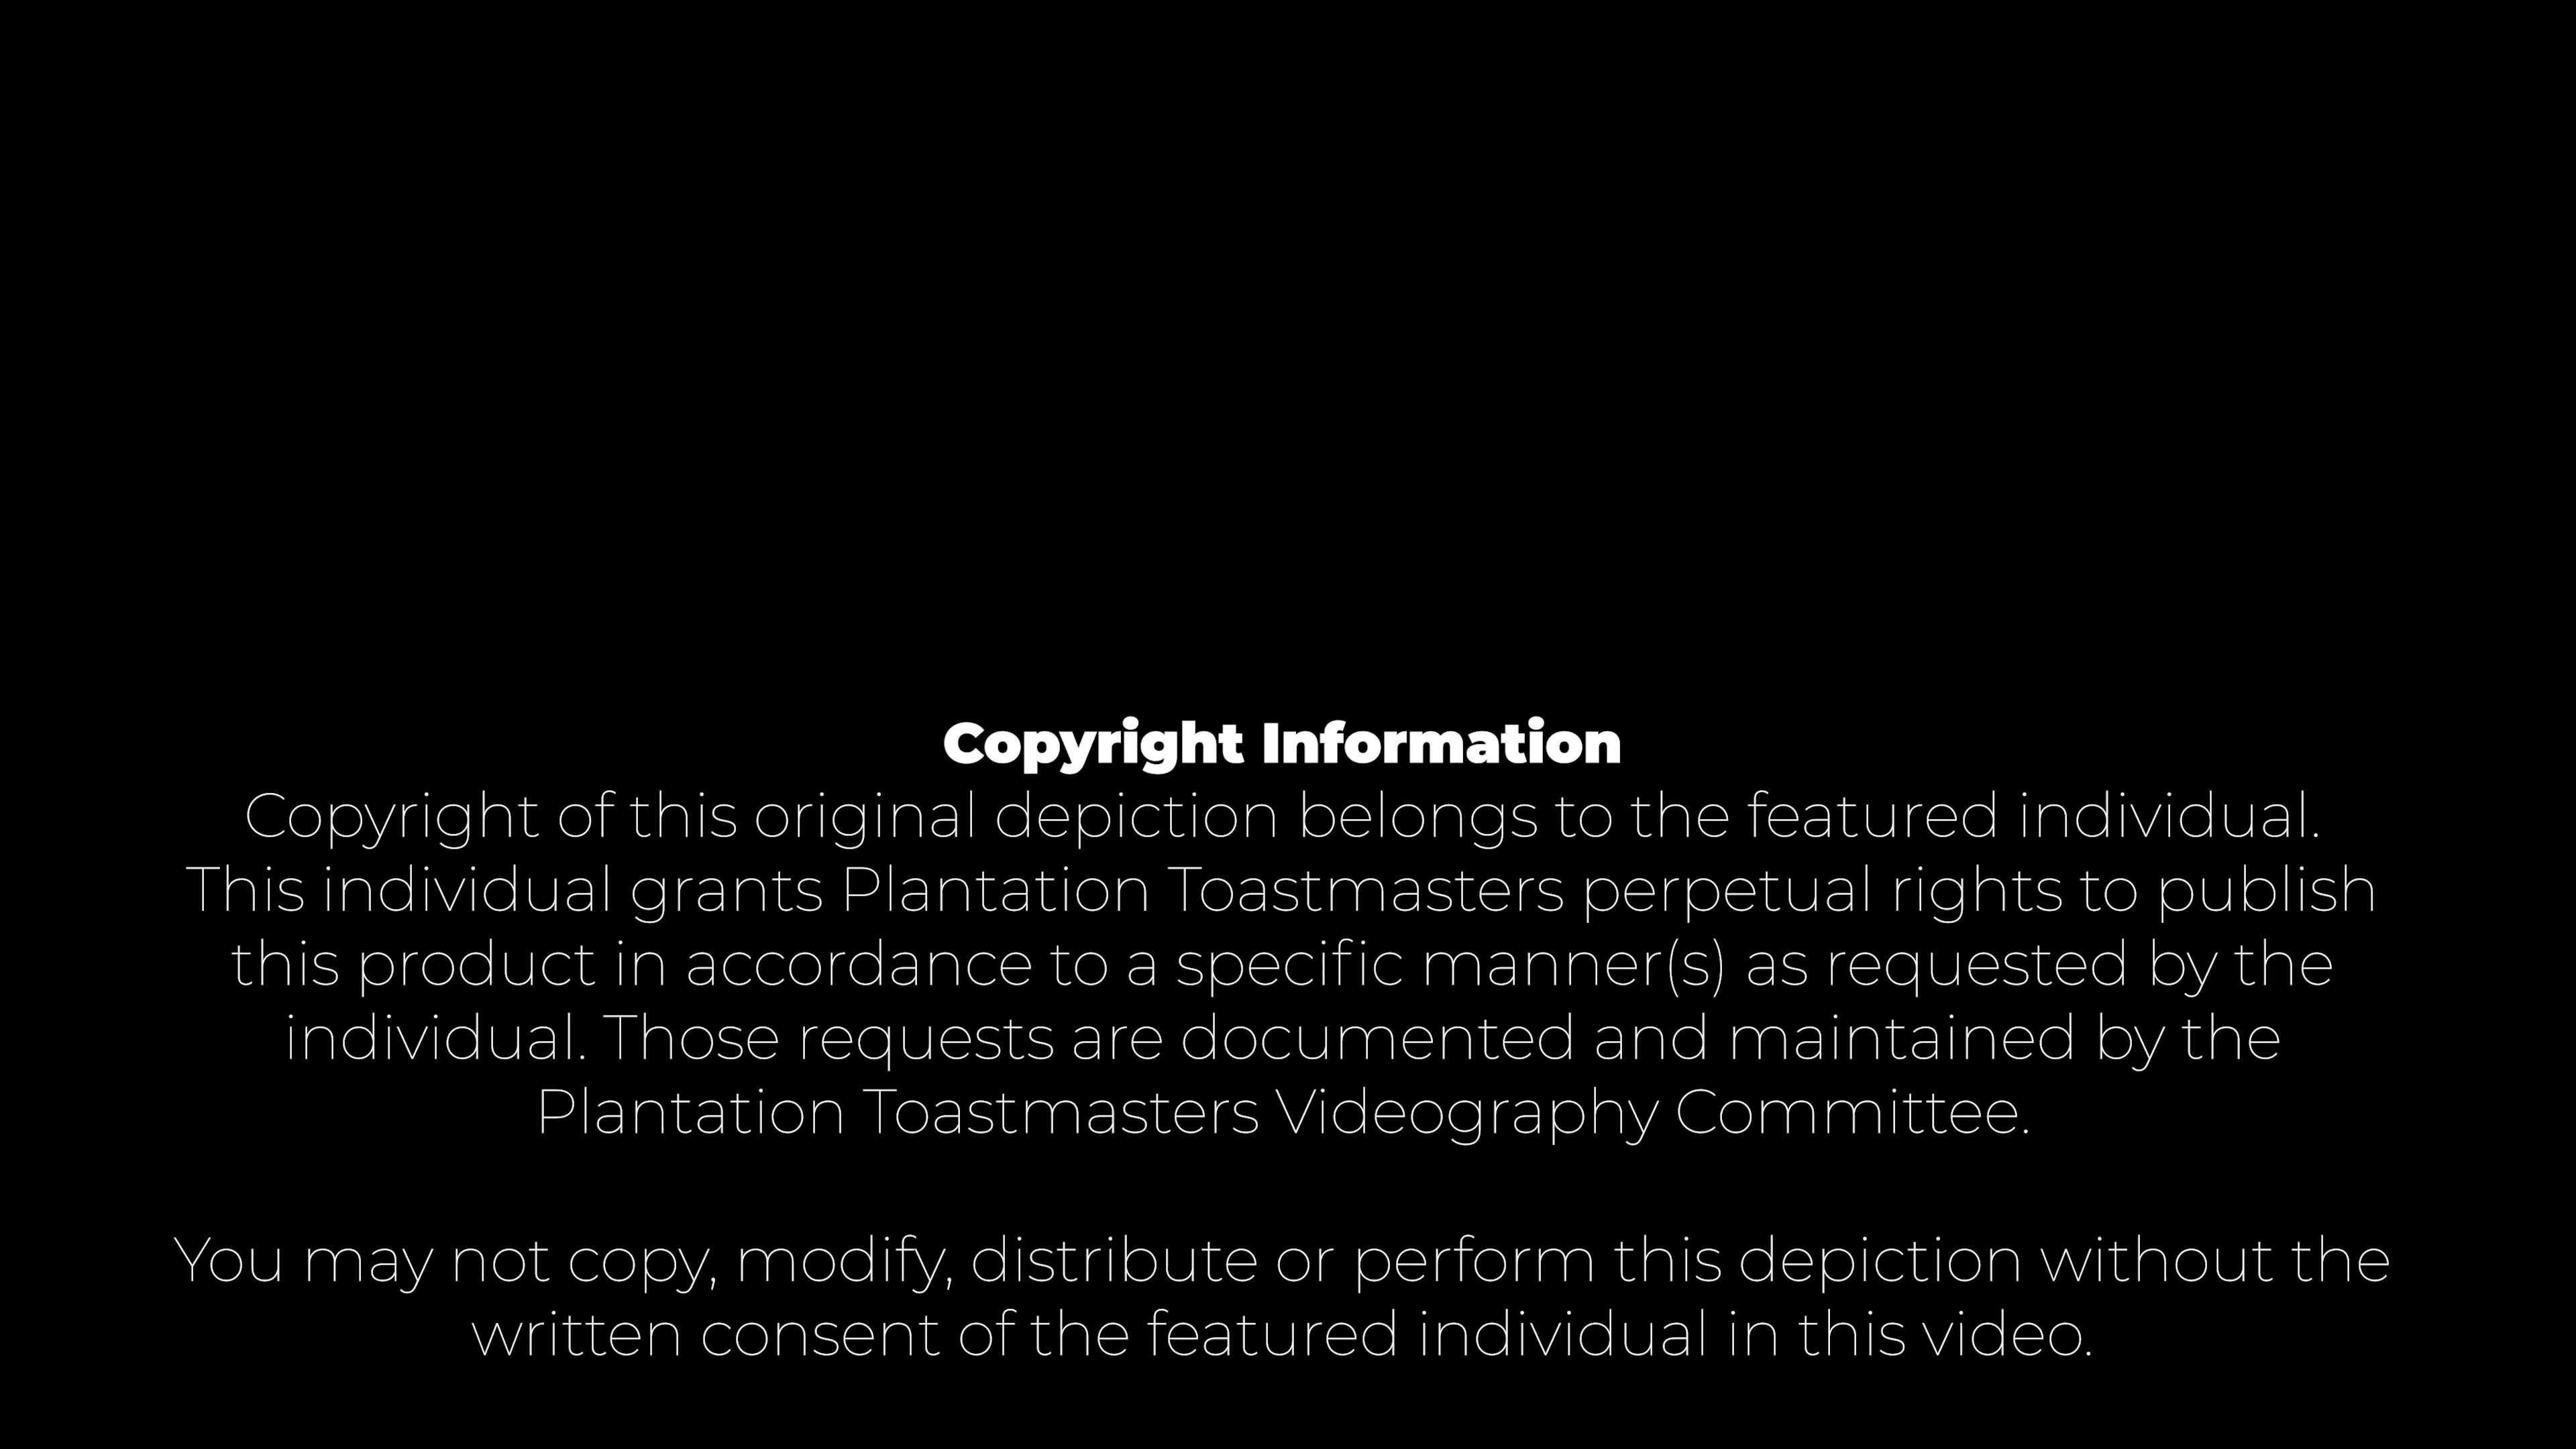 Copyright Information
Copyright of this original depiction belongs to the featured individual.
This individual grants Plantation Toastmasters perpetual rights to publish
this product in accordance to a specific manner(s) as requested by the
individual. Those requests are documented and maintained by the
Plantation Toastmasters Videography Committee.
You may not copy, modify, distribute or perform this depiction without the
written consent of the featured individual in this video.